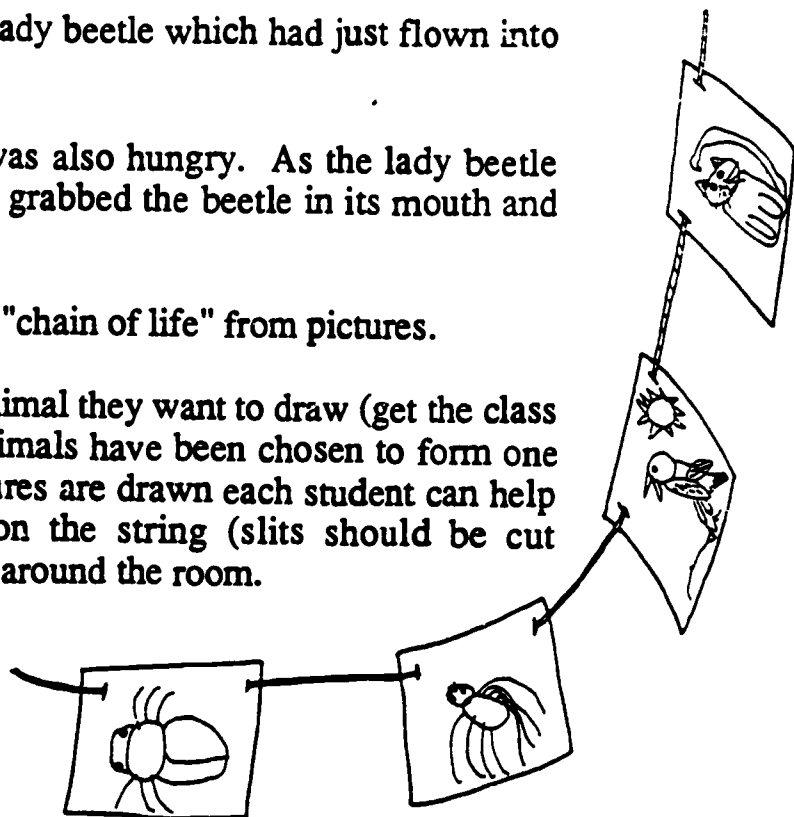 lady beetle which had just flown into
was also hungry. As the lady beetle
grabbed the beetle in its mouth and
"chain of life" from pictures.
imal they want to draw (get the class
imals have been chosen to form one
ures are drawn each student can help
on the string (slits should be cut
around the room.